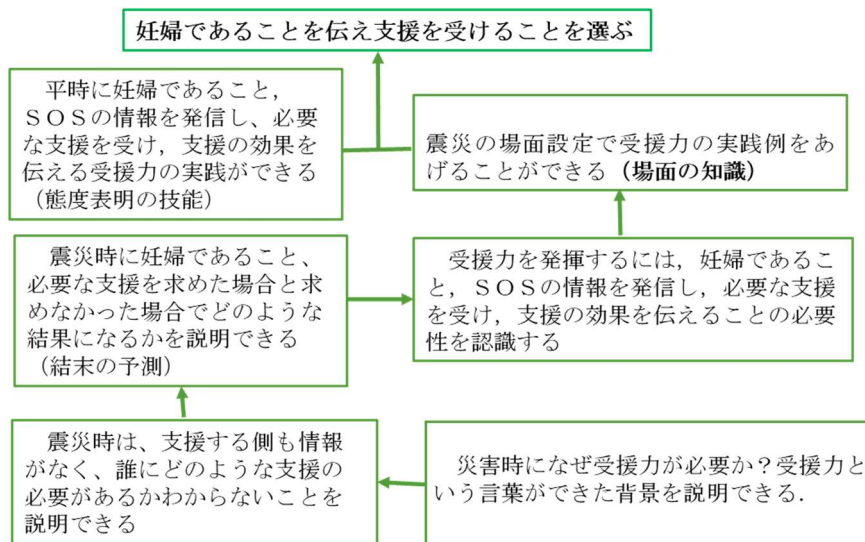 妊婦であることを伝え支援を受けることを選ぶ
平時に妊婦であること，
ＳＯＳの情報を発信し、必要
な支援を受け，支援の効果を
伝える受援力の実践ができる
（態度表明の技能）
震災の場面設定で受援力の実践例をあ
げることができる（場面の知識）
震災時に妊婦であること、
必要な支援を求めた場合と求
めなかった場合でどのような
結果になるかを説明できる
（結末の予測）
受援力を発揮するには，妊婦であるこ
と，ＳＯＳの情報を発信し，必要な支援
を受け，支援の効果を伝えることの必要
性を認識する
震災時は、支援する側も情報
がなく、誰にどのような支援の
必要があるかわからないことを
説明できる
災害時になぜ受援力が必要か？受援力と
いう言葉ができた背景を説明できる．